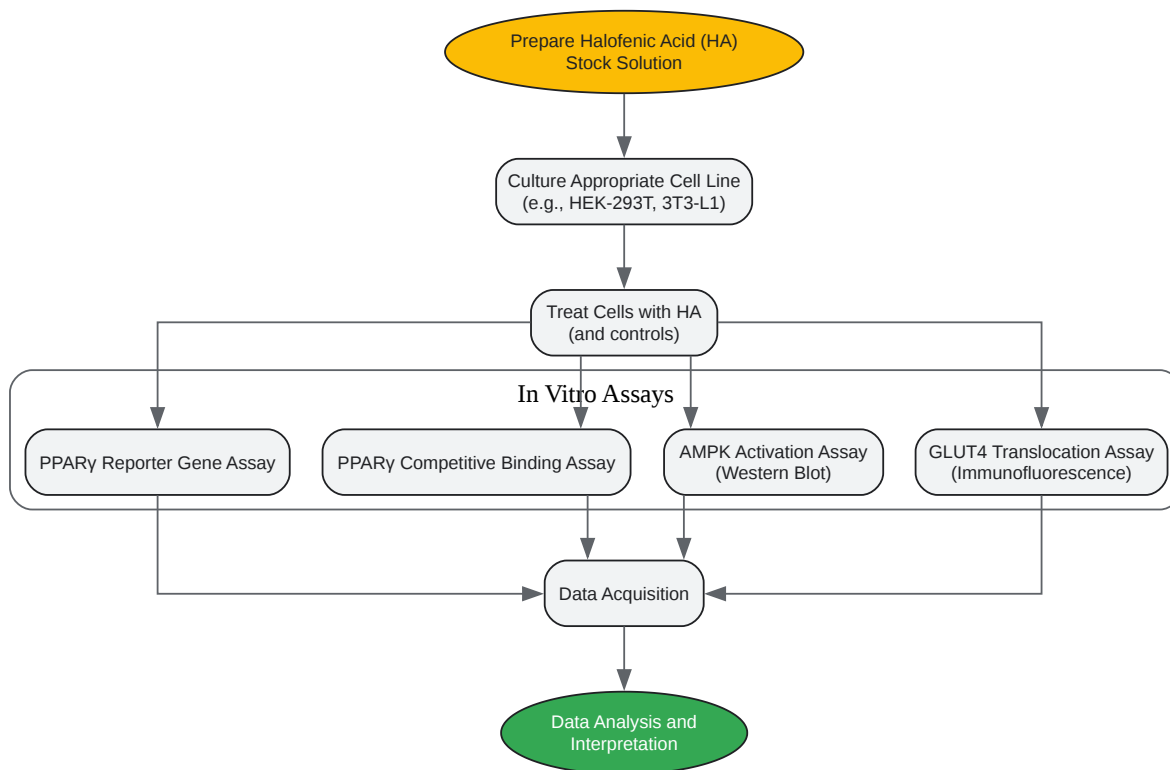 Prepare Halofenic Acid (HA)
Stock Solution
Culture Appropriate Cell Line
(e.g., HEK-293T, 3T3-L1)
Treat Cells with HA
(and controls)
In Vitro Assays
PPARγ Reporter Gene Assay
PPARγ Competitive Binding Assay
AMPK Activation Assay
(Western Blot)
GLUT4 Translocation Assay
(Immunofluorescence)
Data Acquisition
Data Analysis and
Interpretation